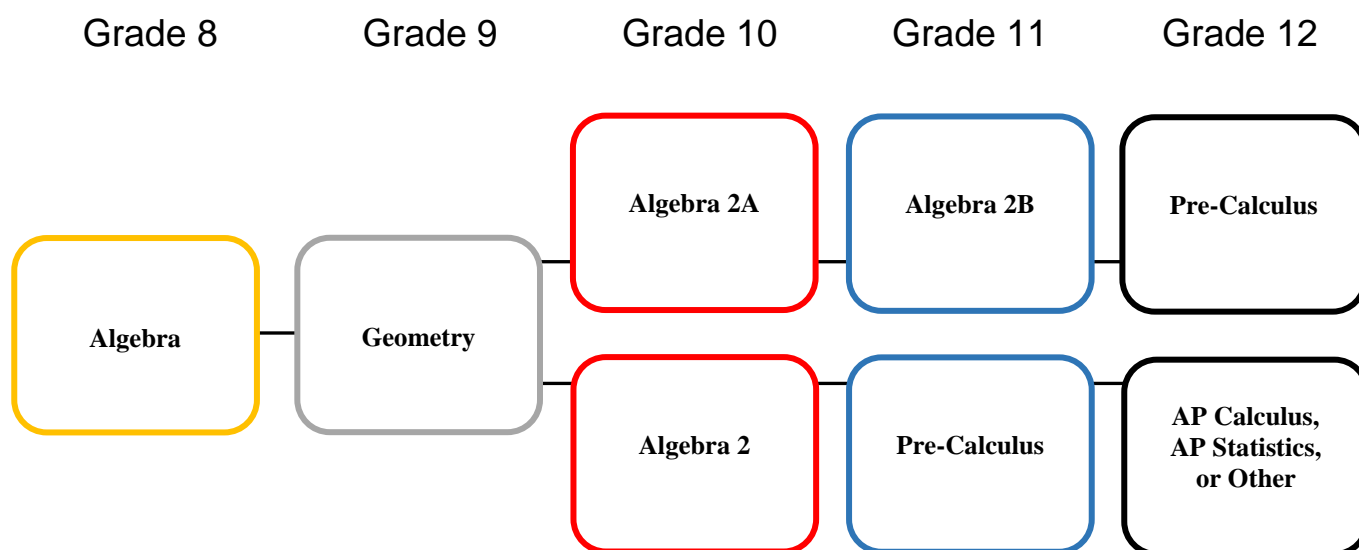 Grade 8 Grade 9 Grade 10 Grade 11 Grade 12
Algebra 2A Algebra 2B Pre-Calculus
Algebra Geometry
Algebra 2 Pre-Calculus
AP Calculus,
AP Statistics,
or Other